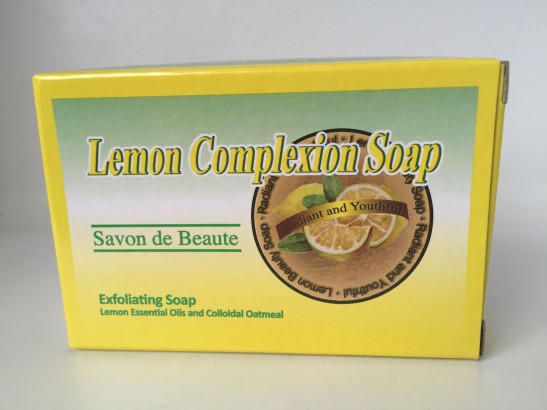 Lemon Complexion Soap
Radiant and Youthful · Lemon Beauty Soap · Radiant
Radiant and Youthful
Savon de Beaute
Exfoliating Soap
Lemon Essential Oils and Colloidal Oatmeal